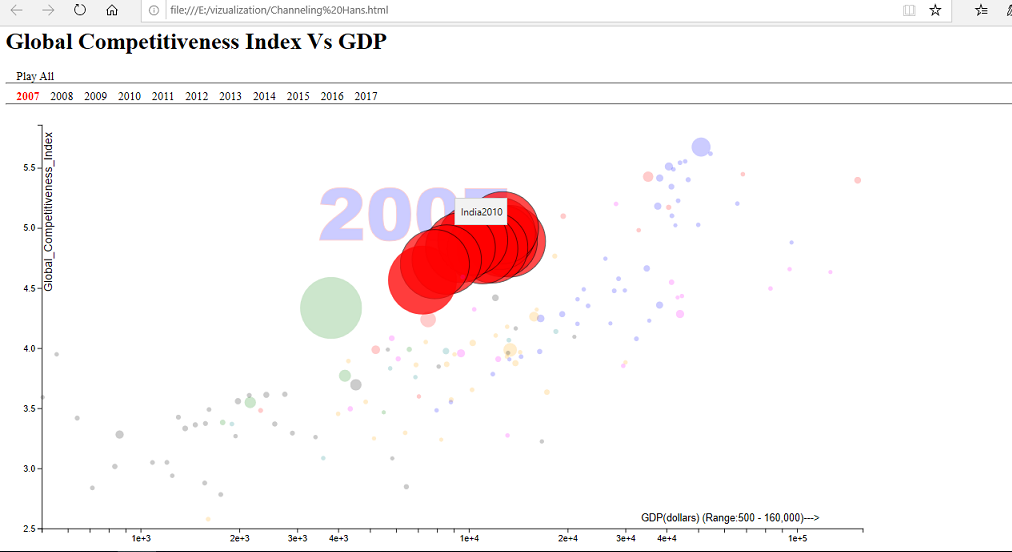 file:///E:/vizualization/Channeling%20Hans.html
Global Competitiveness Index Vs GDP
Play All
2007 2008 2009 2010 2011 2012 2013 2014 2015 2016 2017
Global_Competitiveness_Index
5.5
2007
India2010
5.0
4.5
4.0
3.5
3.0
2.5
GDP(dollars) (Range:500 - 160,000)--->
1e+3 2e+3 3e+3 4e+3 1e+4 2e+4 3e+4 4e+4 1e+5